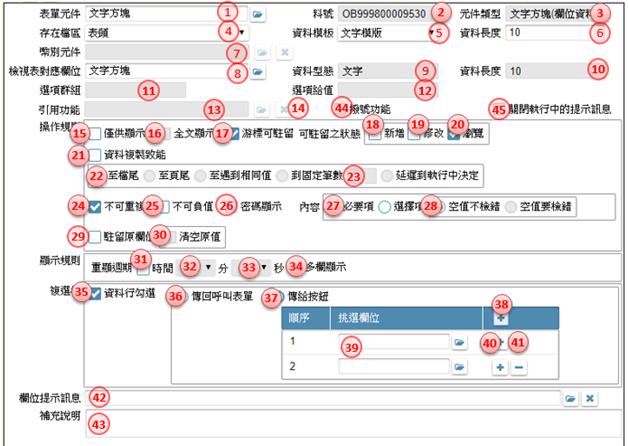 表單元件 文字方塊 1 料號 OB999800009530 2 元件類型 文字方塊(欄位資料 3
存在檔區 表頭 4 資料模板 文字模版 5 資料長度 10 6
幣別元件 7
檢視表對應欄位 文字方塊 8 資料型態 文字 9 資料長度 10 10
選項群組 11 選項給值 12
引用功能 13 14 44 撥號功能 45 關閉執行中的提示訊息
操作規 15 僅供顯示 16 全文顯示 17 游標可駐留 可駐留之狀態 18 新增 19 修改 20 瀏覽
21 資料複製致能
22 至檔尾 至頁尾 至遇到相同值 到固定筆數 23 延遲到執行中決定
24 不可重複 25 不可負值 26 密碼顯示 內容 27 必要項 選擇項 28 空值不檢錯 空值要檢錯
29 駐留原欄位 30 清空原值
顯示規則 31
重顯週期 時間 32 分 33 秒 34 多欄顯示
複選 35 資料行勾選 36 傳回呼叫表單 37 傳給按鈕
順序 挑選欄位 38
1 39 40 41
2
欄位提示訊息 42
補充說明 43